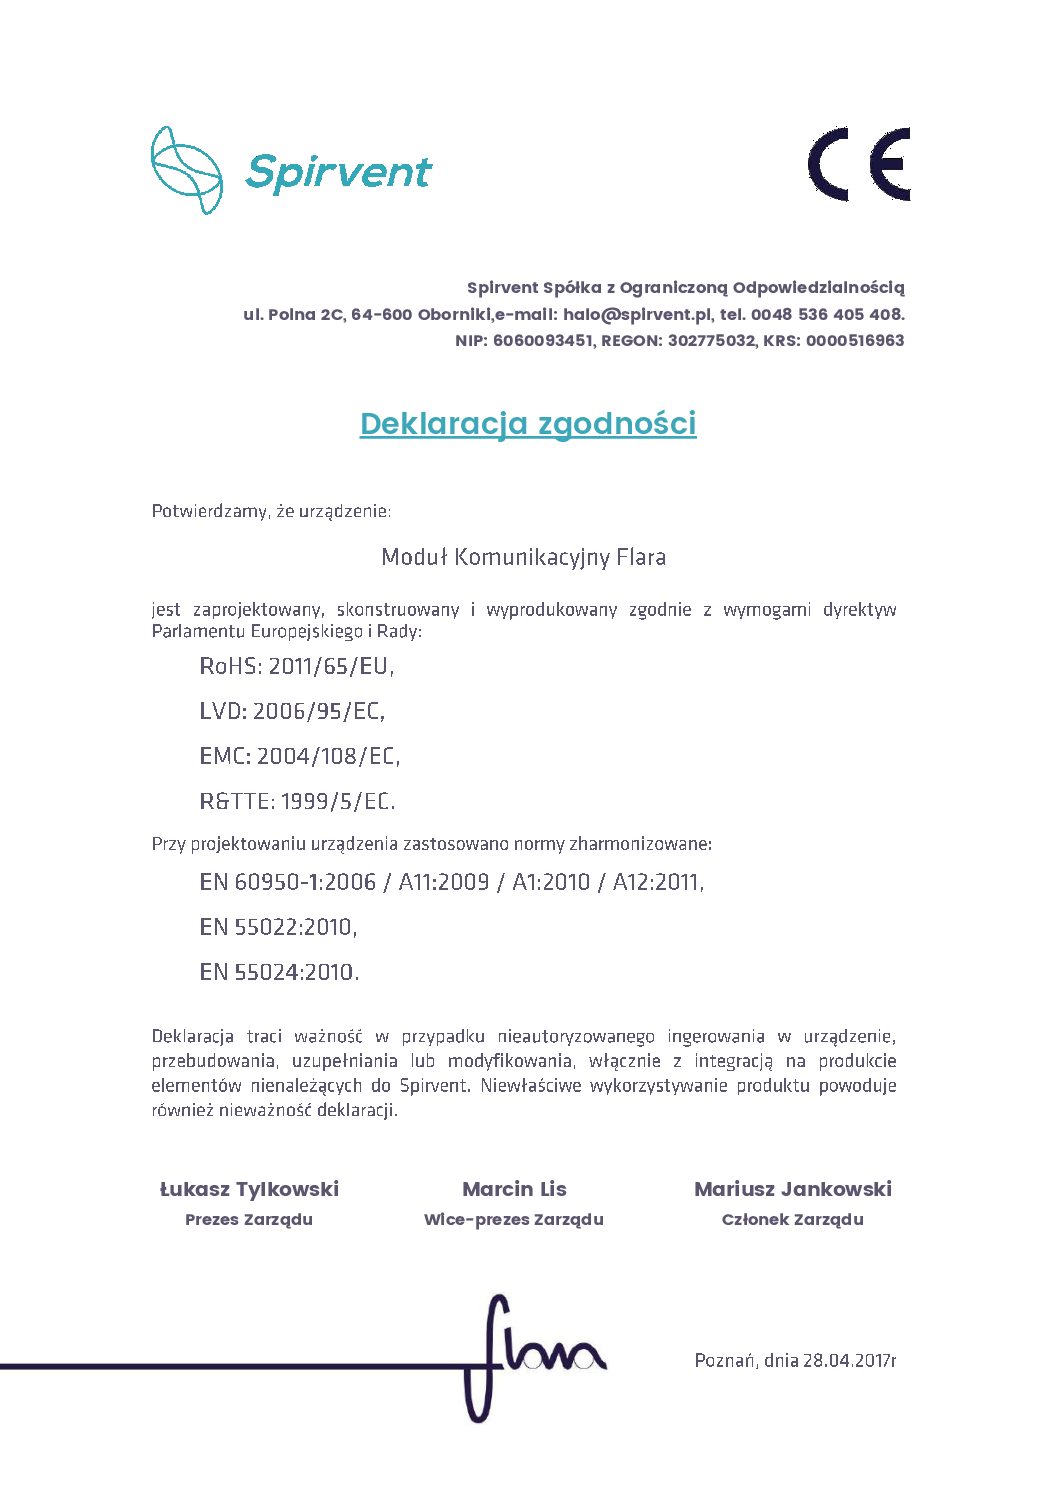 Spirvent
CE
Spirvent Spółka z Ograniczoną Odpowiedzialnością
ul. Polna 2C, 64-600 Oborniki,e-mail: halo@spirvent.pl, tel. 0048 536 405 408.
NIP: 6060093451, REGON: 302775032, KRS: 0000516963
Deklaracja zgodności
Potwierdzamy, że urządzenie:
Moduł Komunikacyjny Flara
jest zaprojektowany, skonstruowany i wyprodukowany zgodnie z wymogami dyrektyw
Parlamentu Europejskiego i Rady:
RoHS: 2011/65/EU,
LVD: 2006/95/EC,
EMC: 2004/108/EC,
R&TTE: 1999/5/EC.
Przy projektowaniu urządzenia zastosowano normy zharmonizowane:
EN 60950-1:2006 / A11:2009 / A1:2010 / A12:2011,
EN 55022:2010,
EN 55024:2010.
Deklaracja traci ważność w przypadku nieautoryzowanego ingerowania w urządzenie,
przebudowania, uzupełniania lub modyfikowania, włącznie z integracją na produkcie
elementów nienależących do Spirvent. Niewłaściwe wykorzystywanie produktu powoduje
również nieważność deklaracji.
Łukasz Tylkowski Marcin Lis Mariusz Jankowski
Prezes Zarządu Wice-prezes Zarządu Członek Zarządu
flara
Poznań, dnia 28.04.2017r